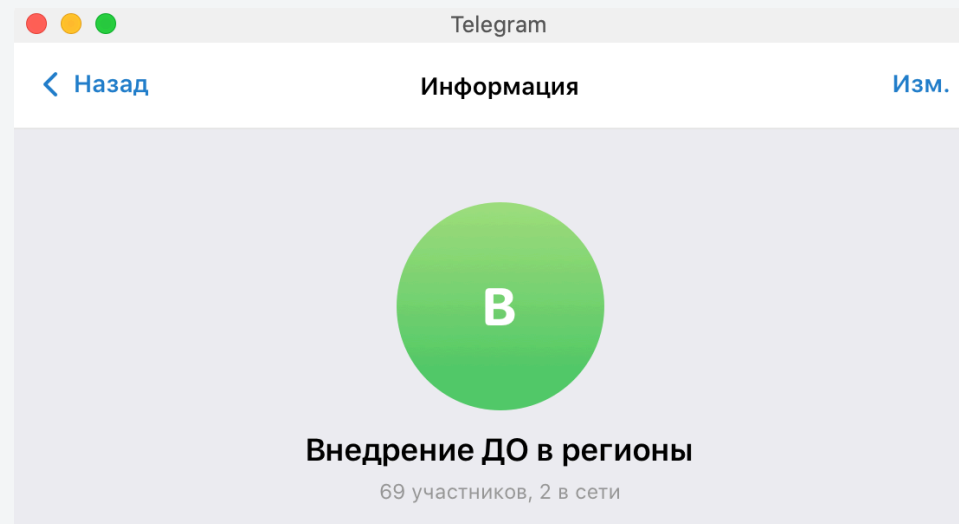 Telegram
Назад
Информация
Изм.
В
Внедрение ДО в регионы
69 участников, 2 в сети